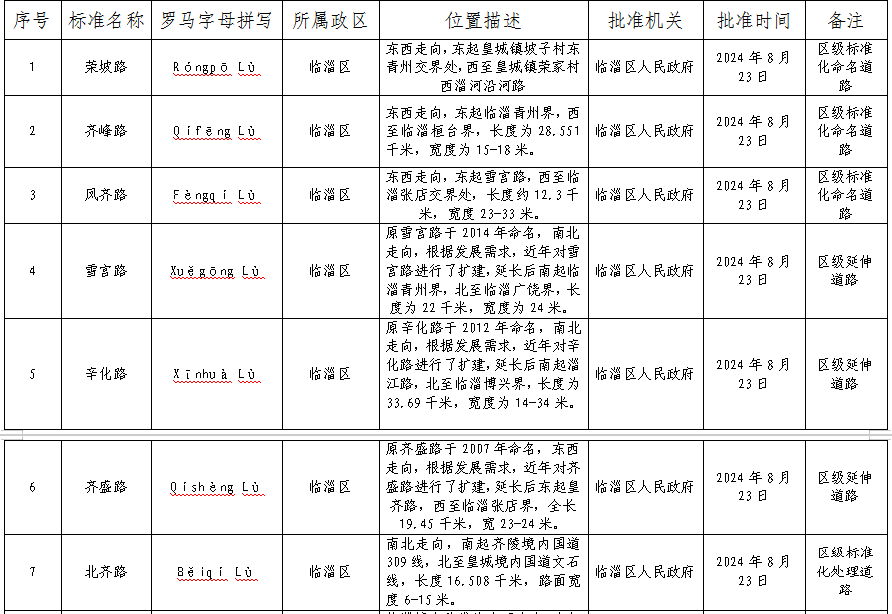 序号 标准名称 罗马字母拼写 所属政区 位置描述 批准机关 批准时间 备注
1 荣坡路 Róngpō Lù 临淄区 东西走向，东起皇城镇坡子村东青州交界处，西至皇城镇荣家村西淄河沿河路 临淄区人民政府 2024年8月23日 区级标准化命名道路
2 齐峰路 Qífēng Lù 临淄区 东西走向，东起临淄青州界，西至临淄桓台界，长度为28.551千米，宽度为15-18米。 临淄区人民政府 2024年8月23日 区级标准化命名道路
3 凤齐路 Fèngqí Lù 临淄区 东西走向，东起雪宫路，西至临淄张店交界处，长度约12.3千米，宽度23-33米。 临淄区人民政府 2024年8月23日 区级标准化命名道路
4 雪宫路 Xuěgōng Lù 临淄区 原雪宫路于2014年命名，南北走向，根据发展需求，近年对雪宫路进行了扩建，延长后南起临淄青州界，北至临淄广饶界，长度为22千米，宽度为24米。 临淄区人民政府 2024年8月23日 区级延伸道路
5 辛化路 Xīnhuà Lù 临淄区 原辛化路于2012年命名，南北走向，根据发展需求，近年对辛化路进行了扩建，延长后南起淄江路，北至临淄博兴界，长度为33.69千米，宽度为14-34米。 临淄区人民政府 2024年8月23日 区级延伸道路
6 齐盛路 Qíshèng Lù 临淄区 原齐盛路于2007年命名，东西走向，根据发展需求，近年对齐盛路进行了扩建，延长后东起皇齐路，西至临淄张店界，全长19.45千米，宽23-24米。 临淄区人民政府 2024年8月23日 区级延伸道路
7 北齐路 Běiqí Lù 临淄区 南北走向，南起齐陵境内国道309线，北至皇城境内国道文石线，长度16.508千米，路面宽度6-15米。 临淄区人民政府 2024年8月23日 区级标准化处理道路